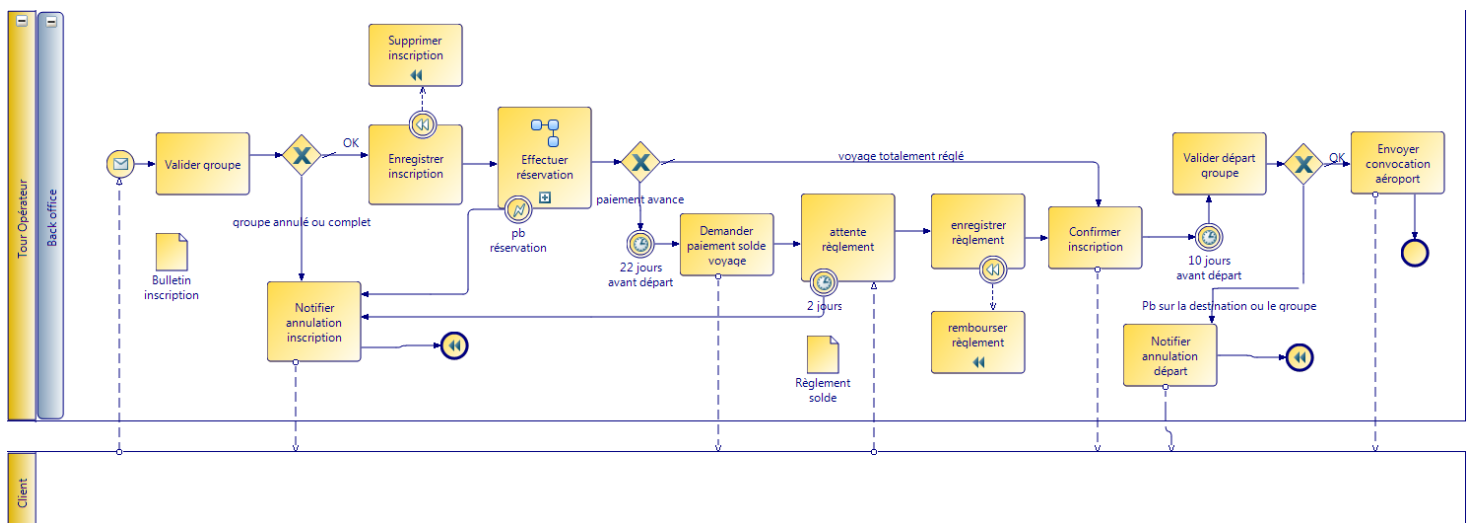 Tour Opérateur
Back office
Supprimer
inscription
Valider groupe
OK
Enregistrer
inscription
Effectuer
réservation
voyage totalement réglé
Valider départ
groupe
OK
Envoyer
convocation
aéroport
groupe annulé ou complet
pb
réservation
paiement avance
22 jours
avant départ
Demander
paiement solde
voyage
attente
règlement
2 jours
enregistrer
règlement
Confirmer
inscription
10 jours
avant départ
Bulletin
inscription
Notifier
annulation
inscription
Règlement
solde
rembourser
règlement
Pb sur la destination ou le groupe
Notifier
annulation
départ
Client